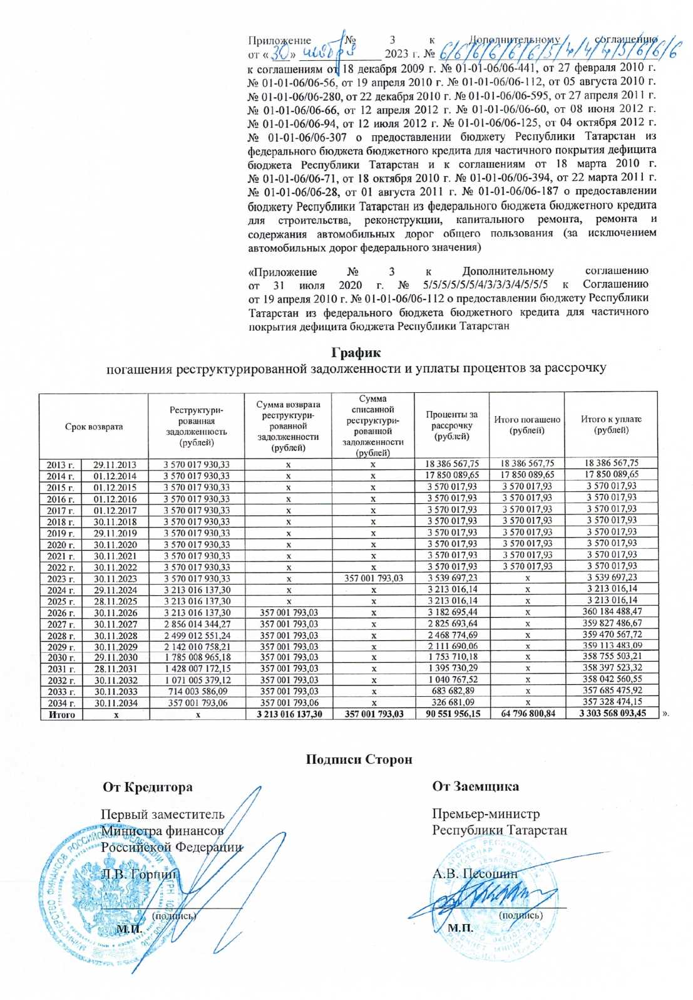 Приложение № 3 к Дополнительному соглашению
от «30» ноября 2023 г. № 6/6/6/6/6/6/5/4/4/4/5/6/6/6
к соглашениям от 18 декабря 2009 г. № 01-01-06/06-441, от 27 февраля 2010 г.
№ 01-01-06/06-56, от 19 апреля 2010 г. № 01-01-06/06-112, от 05 августа 2010 г.
№ 01-01-06/06-280, от 22 декабря 2010 г. № 01-01-06/06-595, от 27 апреля 2011 г.
№ 01-01-06/06-66, от 12 апреля 2012 г. № 01-01-06/06-60, от 08 июня 2012 г.
№ 01-01-06/06-94, от 12 июля 2012 г. № 01-01-06/06-125, от 04 октября 2012 г.
№ 01-01-06/06-307 о предоставлении бюджету Республики Татарстан из
федерального бюджета бюджетного кредита для частичного покрытия дефицита
бюджета Республики Татарстан и к соглашениям от 18 марта 2010 г.
№ 01-01-06/06-71, от 18 октября 2010 г. № 01-01-06/06-394, от 22 марта 2011 г.
№ 01-01-06/06-28, от 01 августа 2011 г. № 01-01-06/06-187 о предоставлении
бюджету Республики Татарстан из федерального бюджета бюджетного кредита
для строительства, реконструкции, капитального ремонта, ремонта и
содержания автомобильных дорог общего пользования (за исключением
автомобильных дорог федерального значения)
«Приложение № 3 к Дополнительному соглашению
от 31 июля 2020 г. № 5/5/5/5/5/5/4/3/3/3/4/5/5/5 к Соглашению
от 19 апреля 2010 г. № 01-01-06/06-112 о предоставлении бюджету Республики
Татарстан из федерального бюджета бюджетного кредита для частичного
покрытия дефицита бюджета Республики Татарстан
График
погашения реструктурированной задолженности и уплаты процентов за рассрочку
Срок возврата Реструктури-рованная задолженность (рублей) Сумма возврата реструктури-рованной задолженности (рублей) Сумма списанной реструктури-рованной задолженности (рублей) Проценты за рассрочку (рублей) Итого погашено (рублей) Итого к уплате (рублей)
2013 г. 29.11.2013 3 570 017 930,33 x x 18 386 567,75 18 386 567,75 18 386 567,75
2014 г. 01.12.2014 3 570 017 930,33 x x 17 850 089,65 17 850 089,65 17 850 089,65
2015 г. 01.12.2015 3 570 017 930,33 x x 3 570 017,93 3 570 017,93 3 570 017,93
2016 г. 01.12.2016 3 570 017 930,33 x x 3 570 017,93 3 570 017,93 3 570 017,93
2017 г. 01.12.2017 3 570 017 930,33 x x 3 570 017,93 3 570 017,93 3 570 017,93
2018 г. 30.11.2018 3 570 017 930,33 x x 3 570 017,93 3 570 017,93 3 570 017,93
2019 г. 29.11.2019 3 570 017 930,33 x x 3 570 017,93 3 570 017,93 3 570 017,93
2020 г. 30.11.2020 3 570 017 930,33 x x 3 570 017,93 3 570 017,93 3 570 017,93
2021 г. 30.11.2021 3 570 017 930,33 x x 3 570 017,93 3 570 017,93 3 570 017,93
2022 г. 30.11.2022 3 570 017 930,33 x x 3 570 017,93 3 570 017,93 3 570 017,93
2023 г. 30.11.2023 3 570 017 930,33 x 357 001 793,03 3 539 697,23 x 3 539 697,23
2024 г. 29.11.2024 3 213 016 137,30 x x 3 213 016,14 x 3 213 016,14
2025 г. 28.11.2025 3 213 016 137,30 x x 3 213 016,14 x 3 213 016,14
2026 г. 30.11.2026 3 213 016 137,30 357 001 793,03 x 3 182 695,44 x 360 184 488,47
2027 г. 30.11.2027 2 856 014 344,27 357 001 793,03 x 2 825 693,64 x 359 827 486,67
2028 г. 30.11.2028 2 499 012 551,24 357 001 793,03 x 2 468 774,69 x 359 470 567,72
2029 г. 30.11.2029 2 142 010 758,21 357 001 793,03 x 2 111 690,06 x 359 113 483,09
2030 г. 29.11.2030 1 785 008 965,18 357 001 793,03 x 1 753 710,18 x 358 755 503,21
2031 г. 28.11.2031 1 428 007 172,15 357 001 793,03 x 1 395 730,29 x 358 397 523,32
2032 г. 30.11.2032 1 071 005 379,12 357 001 793,03 x 1 040 767,52 x 358 042 560,55
2033 г. 30.11.2033 714 003 586,09 357 001 793,03 x 683 682,89 x 357 685 475,92
2034 г. 30.11.2034 357 001 793,06 357 001 793,06 x 326 681,09 x 357 328 474,15
Итого x x 3 213 016 137,30 357 001 793,03 90 551 956,15 64 796 800,84 3 303 568 093,45 ».
Подписи Сторон
От Кредитора От Заемщика
Первый заместитель Премьер-министр
Министра финансов Республики Татарстан
Российской Федерации
Л.В. Горнин А.В. Песошин
(подпись) (подпись)
М.П. М.П.
МИНИСТЕРСТВО ФИНАНСОВ РОССИЙСКОЙ ФЕДЕРАЦИИ